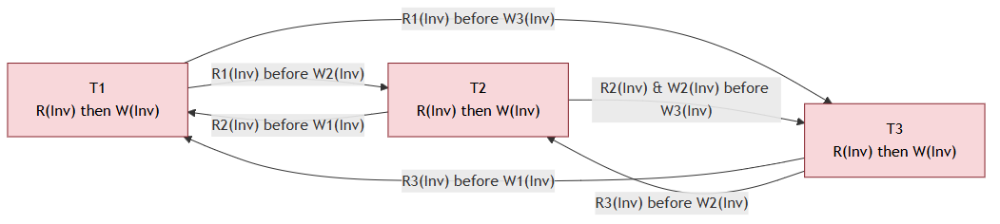 R1(Inv) before W3(Inv)
T1
R(Inv) then W(Inv)
R1(Inv) before W2(Inv)
R2(Inv) before W1(Inv)
T2
R(Inv) then W(Inv)
R2(Inv) & W2(Inv) before
W3(Inv)
T3
R(Inv) then W(Inv)
R3(Inv) before W1(Inv)
R3(Inv) before W2(Inv)